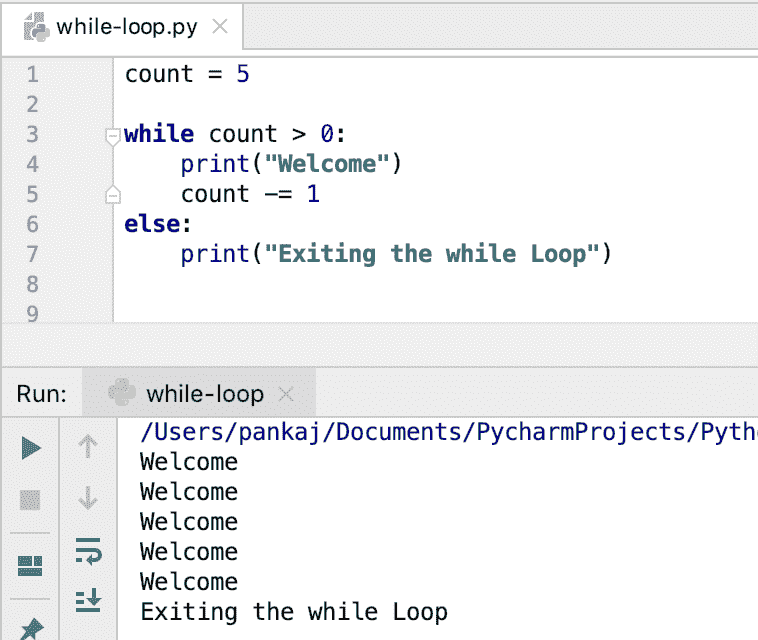 while-loop.py
1 count = 5
2
3 while count > 0:
4     print("Welcome")
5     count -= 1
6 else:
7     print("Exiting the while Loop")
8
9
Run: while-loop
/Users/pankaj/Documents/PycharmProjects/Pyth
Welcome
Welcome
Welcome
Welcome
Welcome
Exiting the while Loop